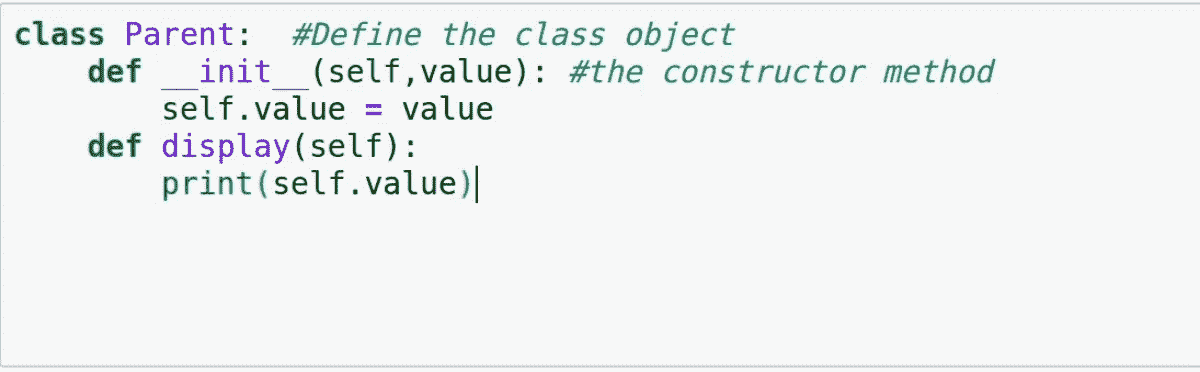 class Parent:  #Define the class object
    def __init__(self,value): #the constructor method
        self.value = value
    def display(self):
        print(self.value)